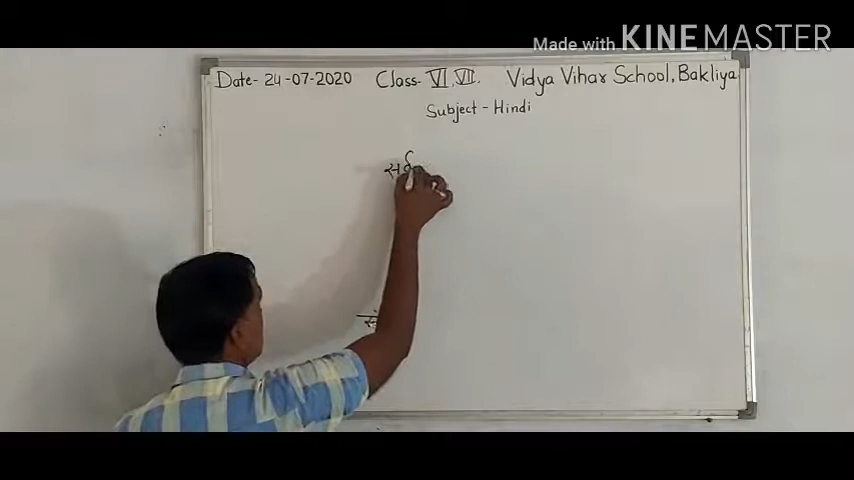 Made with KINEMASTER
Date- 24-07-2020 Class- VI, VII. Vidya Vihar School, Bakliya
Subject - Hindi